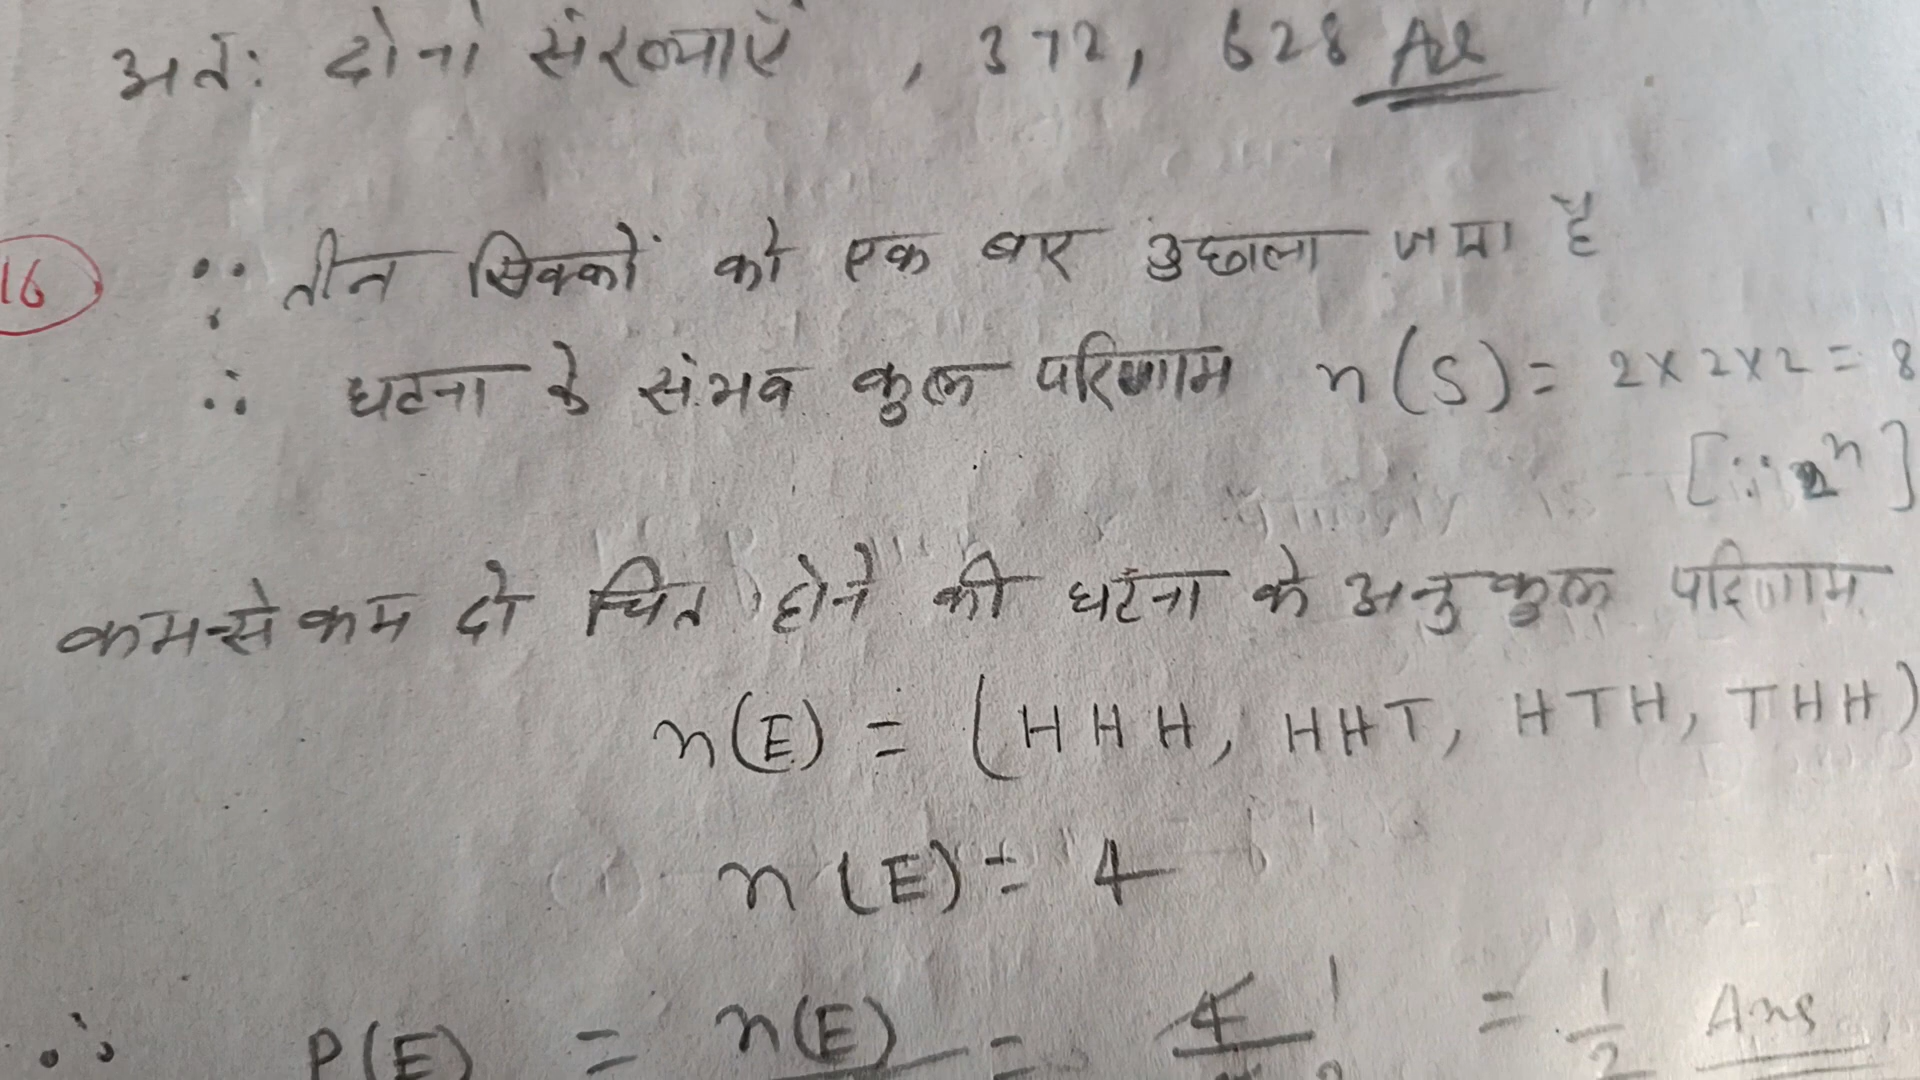 अतः दोनो संख्याएँ , 372, 628 Ans
16 ∵ तीन सिक्कों को एक बार उछाला जाता है
∴ घटना के संभव कुल परिणाम n(S) = 2×2×2 = 8
[∵ 2ⁿ]
कम से कम दो चित होने की घटना के अनुकुल परिणाम
n(E) = (HHH, HHT, HTH, THH)
n(E) = 4
∴ P(E) = n(E) = 4 1 = 1/2 Ans